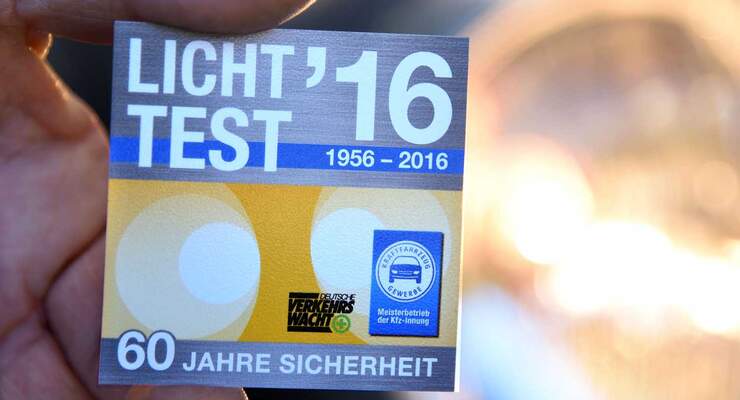 LICHT '16
TEST
1956 – 2016
DEUTSCHE
VERKEHRS
WACHT
KRAFTFAHRZEUG
GEWERBE
Meisterbetrieb
der Kfz-Innung
60 JAHRE SICHERHEIT